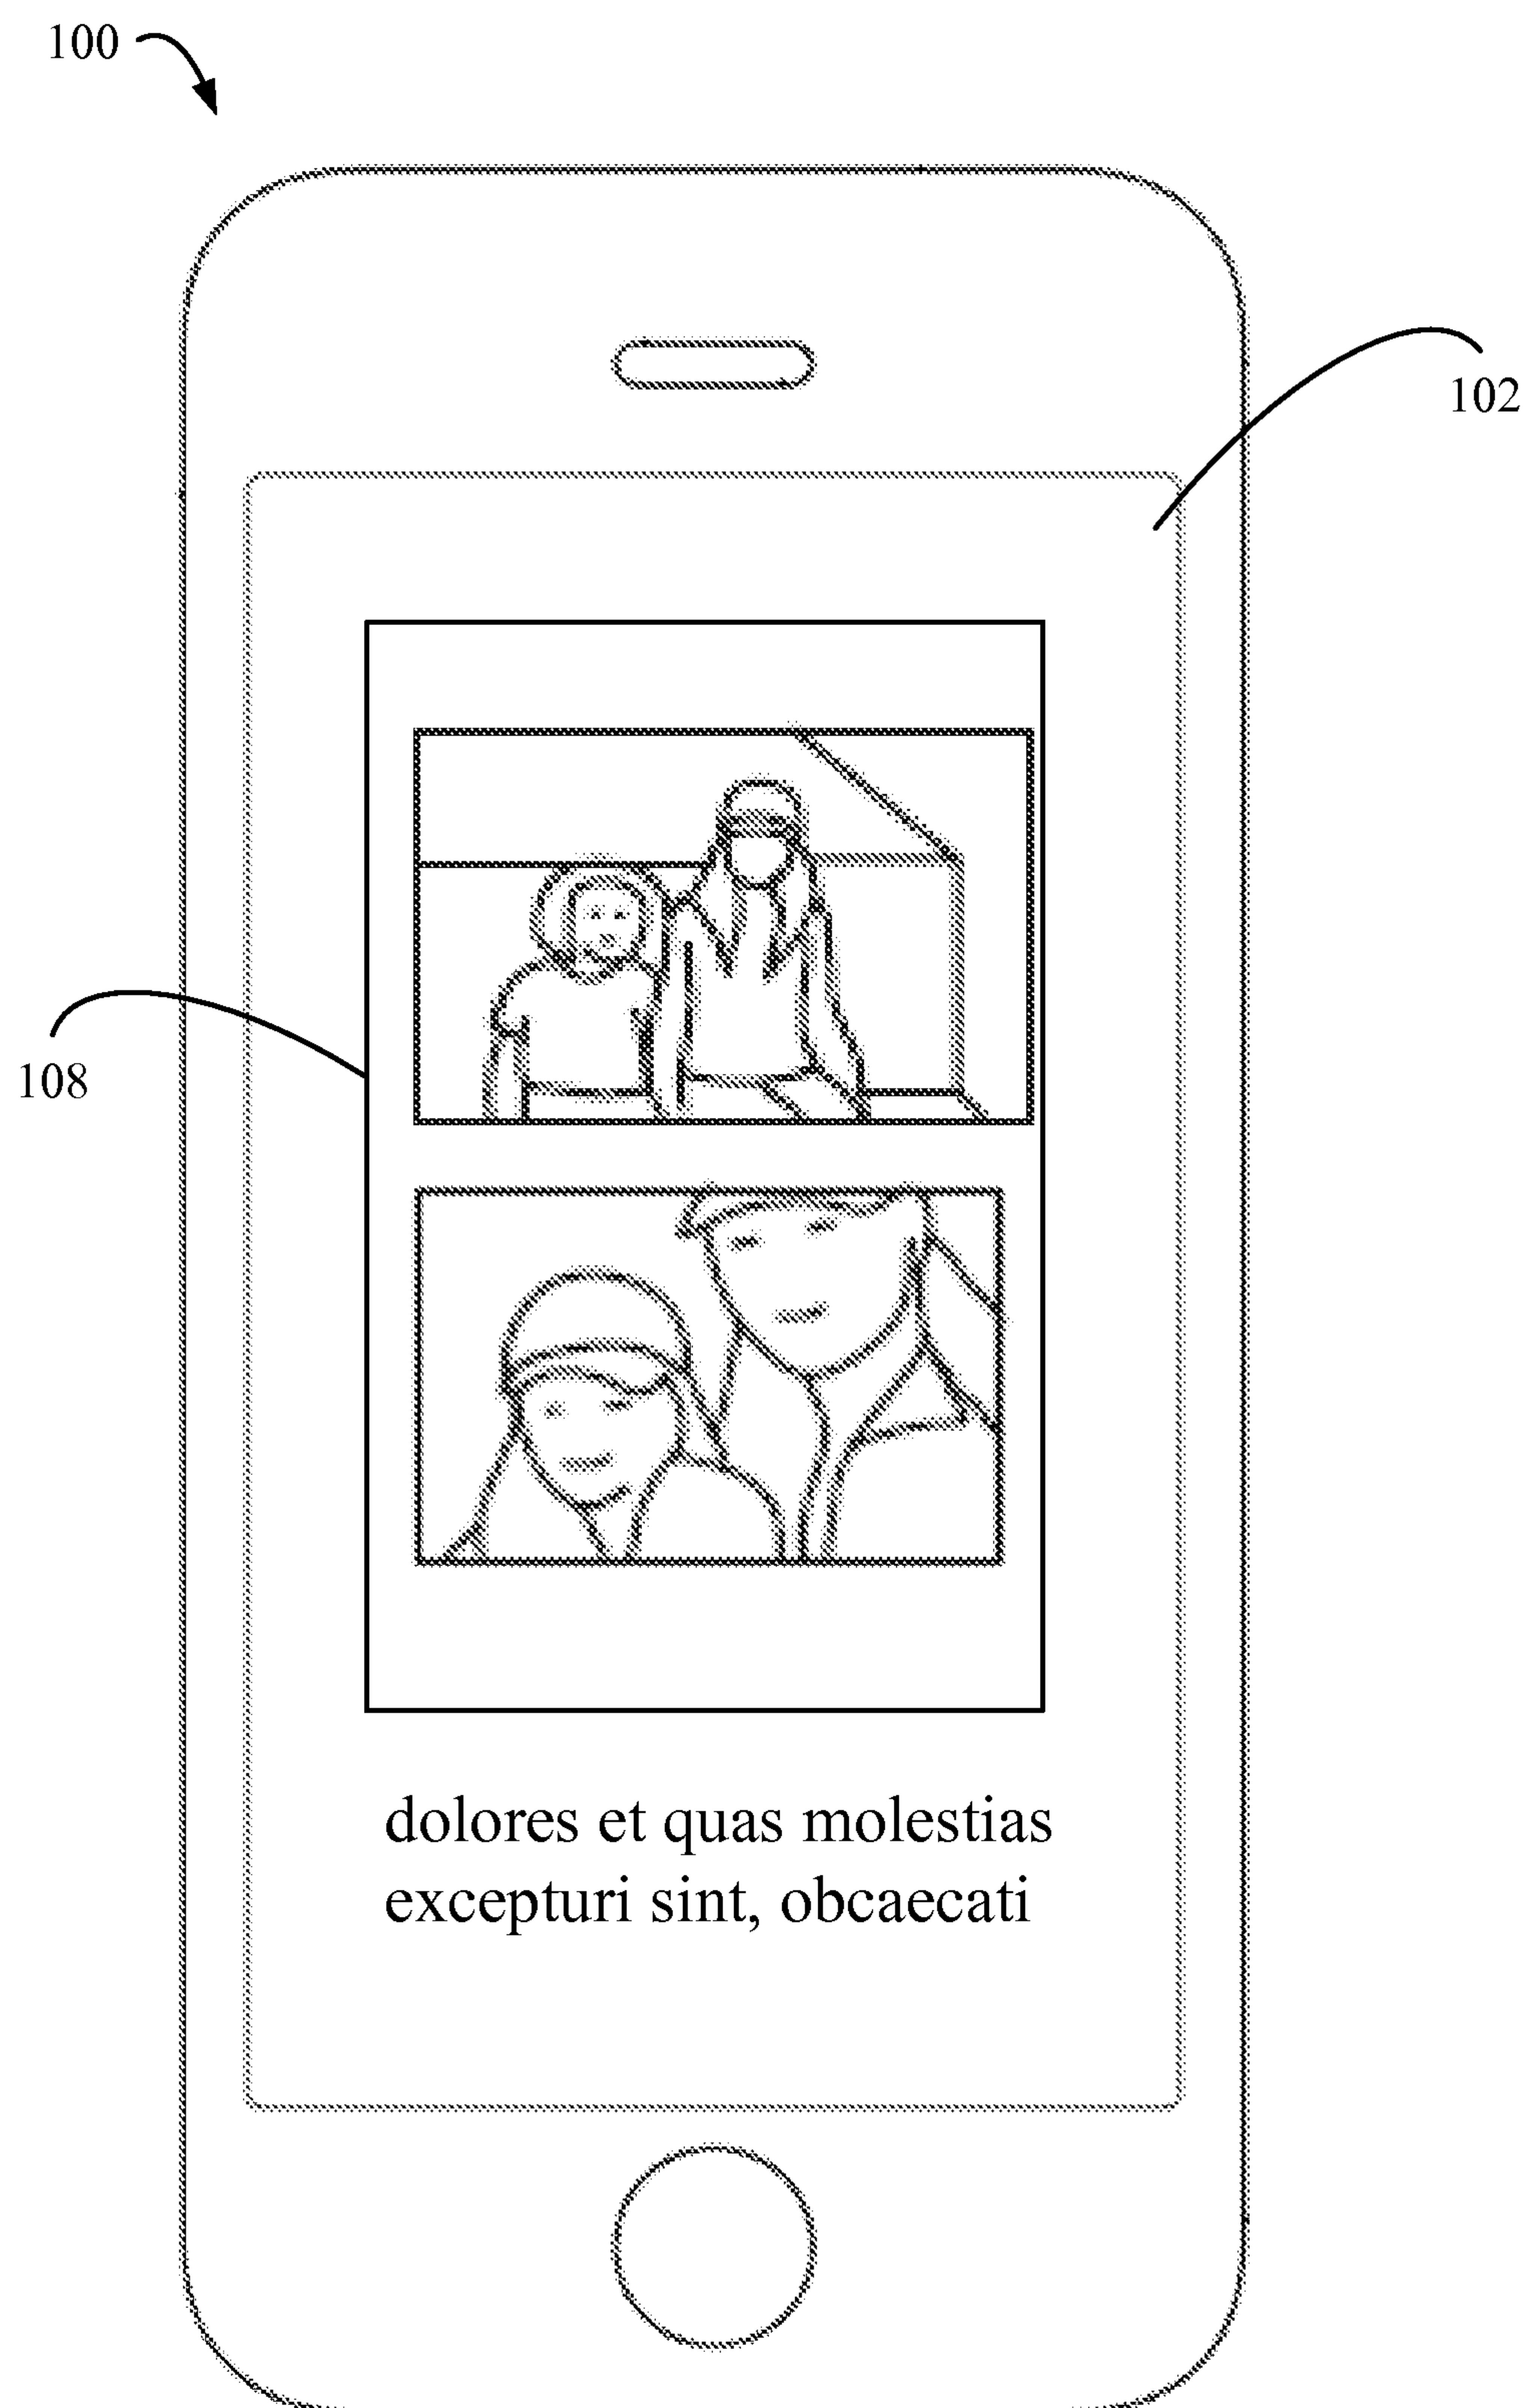 100
102
108
dolores et quas molestias
excepturi sint, obcaecati